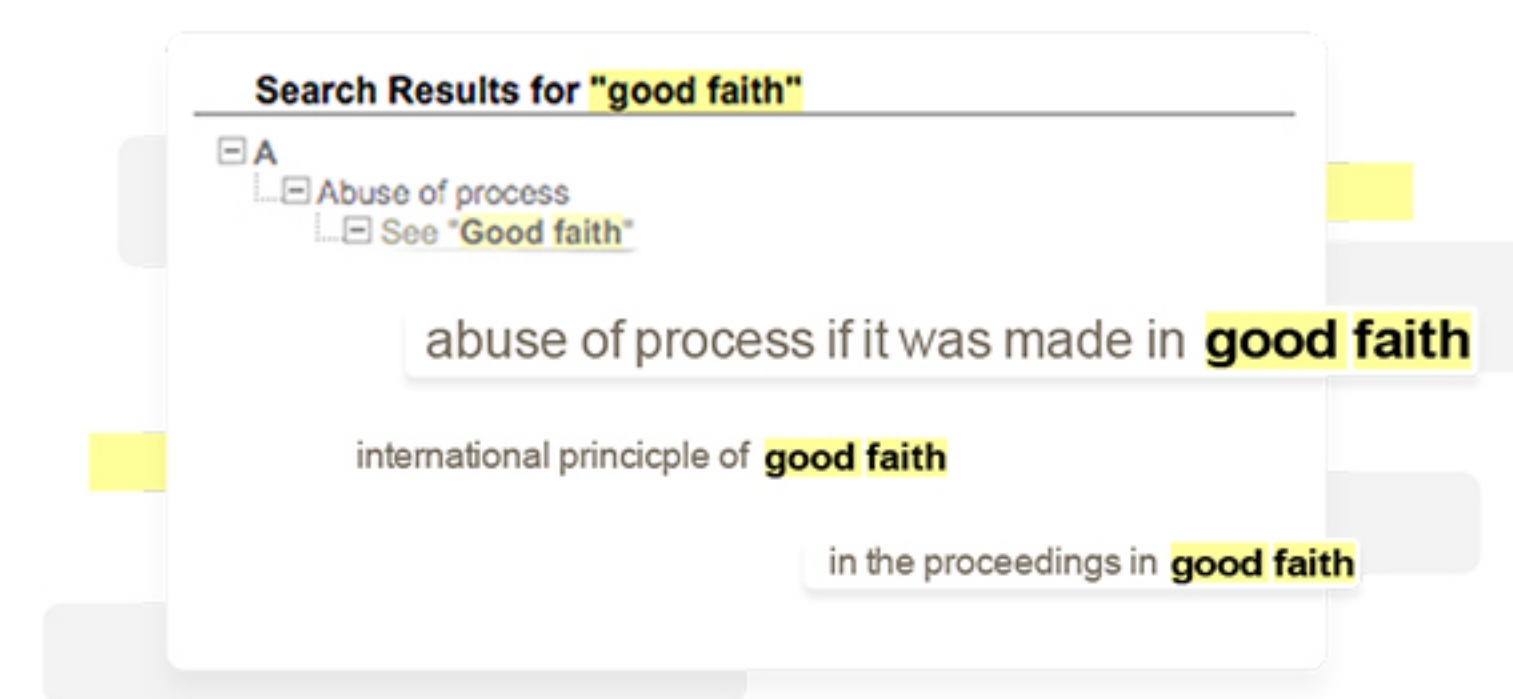 Search Results for "good faith"
A
Abuse of process
See "Good faith"
abuse of process if it was made in good faith
international princicple of good faith
in the proceedings in good faith